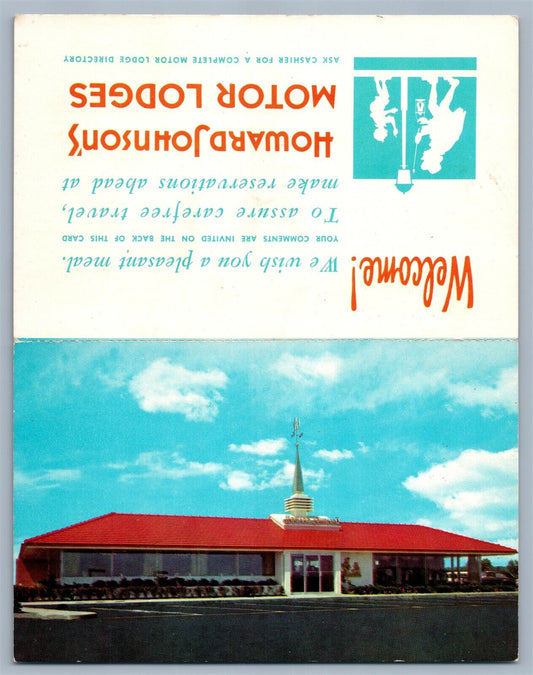 Welcome!
We wish you a pleasant meal.
YOUR COMMENTS ARE INVITED ON THE BACK OF THIS CARD
To assure carefree travel,
make reservations ahead at
HOWARD JOHNSON'S
MOTOR LODGES
ASK CASHIER FOR A COMPLETE MOTOR LODGE DIRECTORY